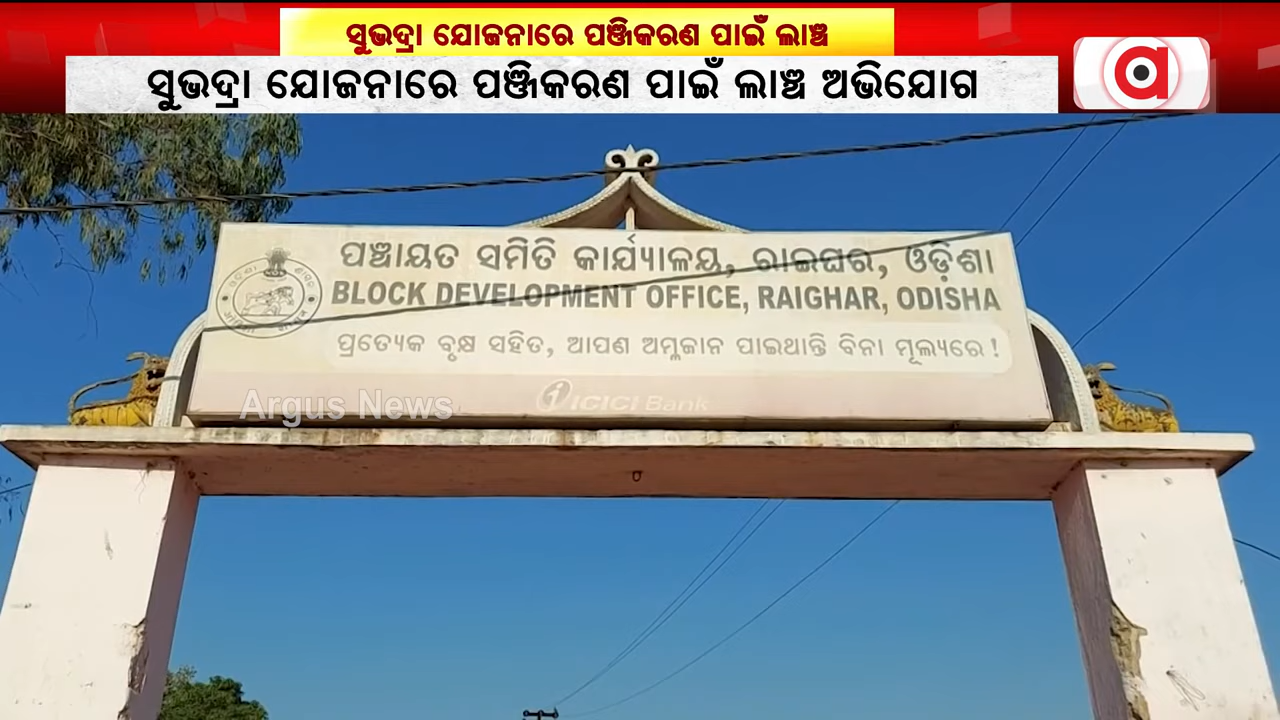 ସୁଭଦ୍ରା ଯୋଜନାରେ ପଞ୍ଜିକରଣ ପାଇଁ ଲାଞ୍ଚ
ସୁଭଦ୍ରା ଯୋଜନାରେ ପଞ୍ଜିକରଣ ପାଇଁ ଲାଞ୍ଚ ଅଭିଯୋଗ
ପଞ୍ଚାୟତ ସମିତି କାର୍ଯ୍ୟାଳୟ, ରାଇଘର, ଓଡ଼ିଶା
BLOCK DEVELOPMENT OFFICE, RAIGHAR, ODISHA
ପ୍ରତ୍ୟେକ ବୃକ୍ଷ ସହିତ, ଆପଣ ଅମ୍ଳଜାନ ପାଇଥାନ୍ତି ବିନା ମୂଲ୍ୟରେ!
Argus News
ICICI Bank